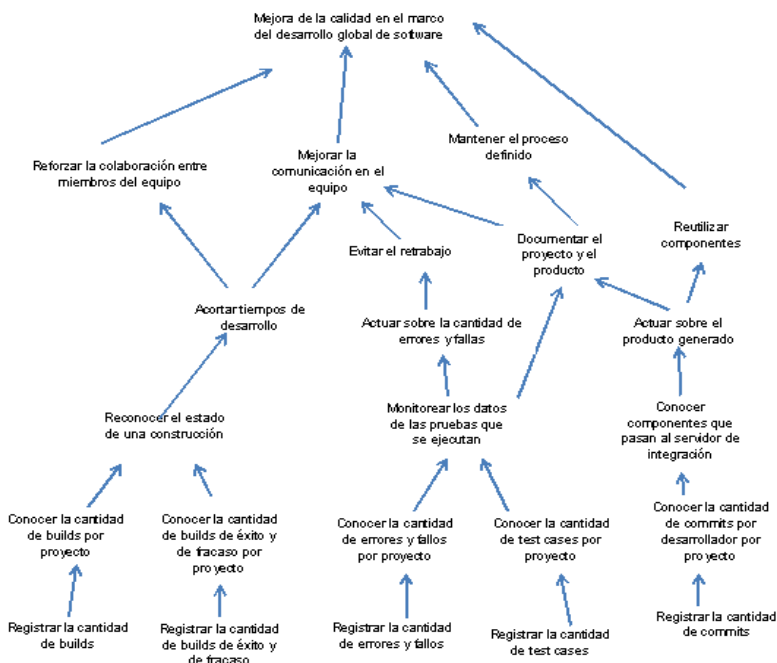 Mejora de la calidad en el marco
del desarrollo global de software
Reforzar la colaboración entre
miembros del equipo
Mejorar la
comunicación en el
equipo
Mantener el proceso
definido
Evitar el retrabajo
Documentar el
proyecto y el
producto
Reutilizar
componentes
Acortar tiempos de
desarrollo
Actuar sobre la cantidad de
errores y fallas
Actuar sobre el
producto generado
Reconocer el estado
de una construcción
Monitorear los datos
de las pruebas que
se ejecutan
Conocer
componentes que
pasan al servidor de
integración
Conocer la cantidad
de builds por
proyecto
Conocer la cantidad
de builds de éxito y
de fracaso por
proyecto
Conocer la cantidad
de errores y fallos
por proyecto
Conocer la cantidad
de test cases por
proyecto
Conocer la cantidad
de commits por
desarrollador por
proyecto
Registrar la cantidad
de builds
Registrar la cantidad
de builds de éxito y
de fracaso
Registrar la cantidad
de errores y fallos
Registrar la cantidad
de test cases
Registrar la cantidad
de commits